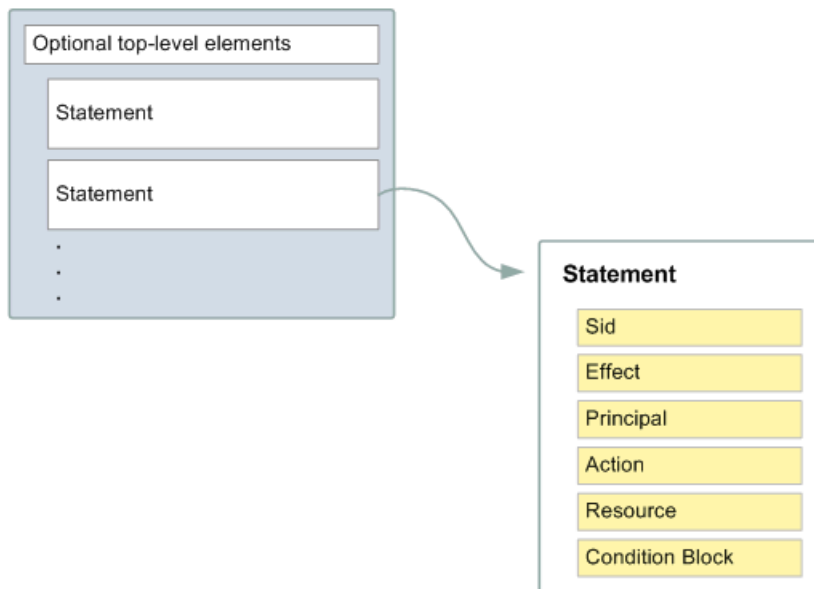 Optional top-level elements
Statement
Statement
.
.
.
Statement
Sid
Effect
Principal
Action
Resource
Condition Block